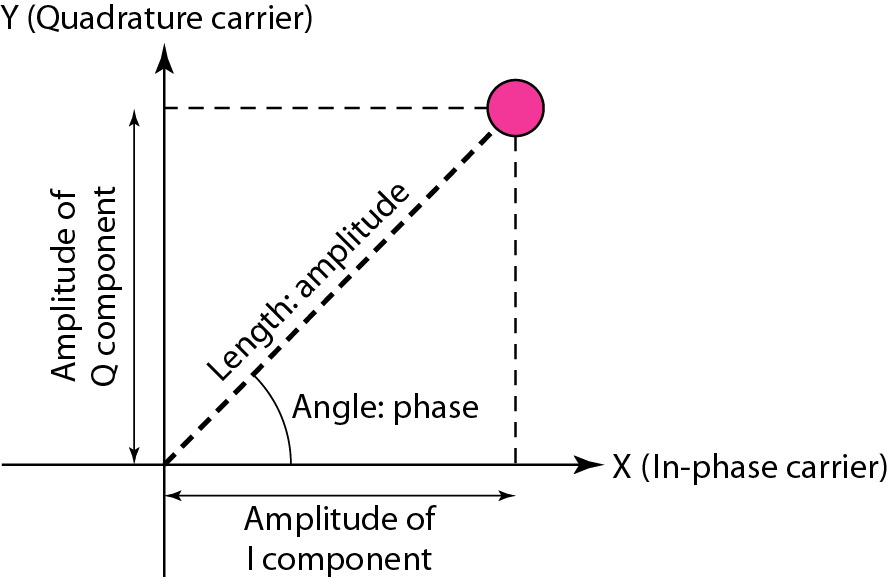 Y (Quadrature carrier)
Amplitude of
Q component
Length: amplitude
Angle: phase
X (In-phase carrier)
Amplitude of
I component